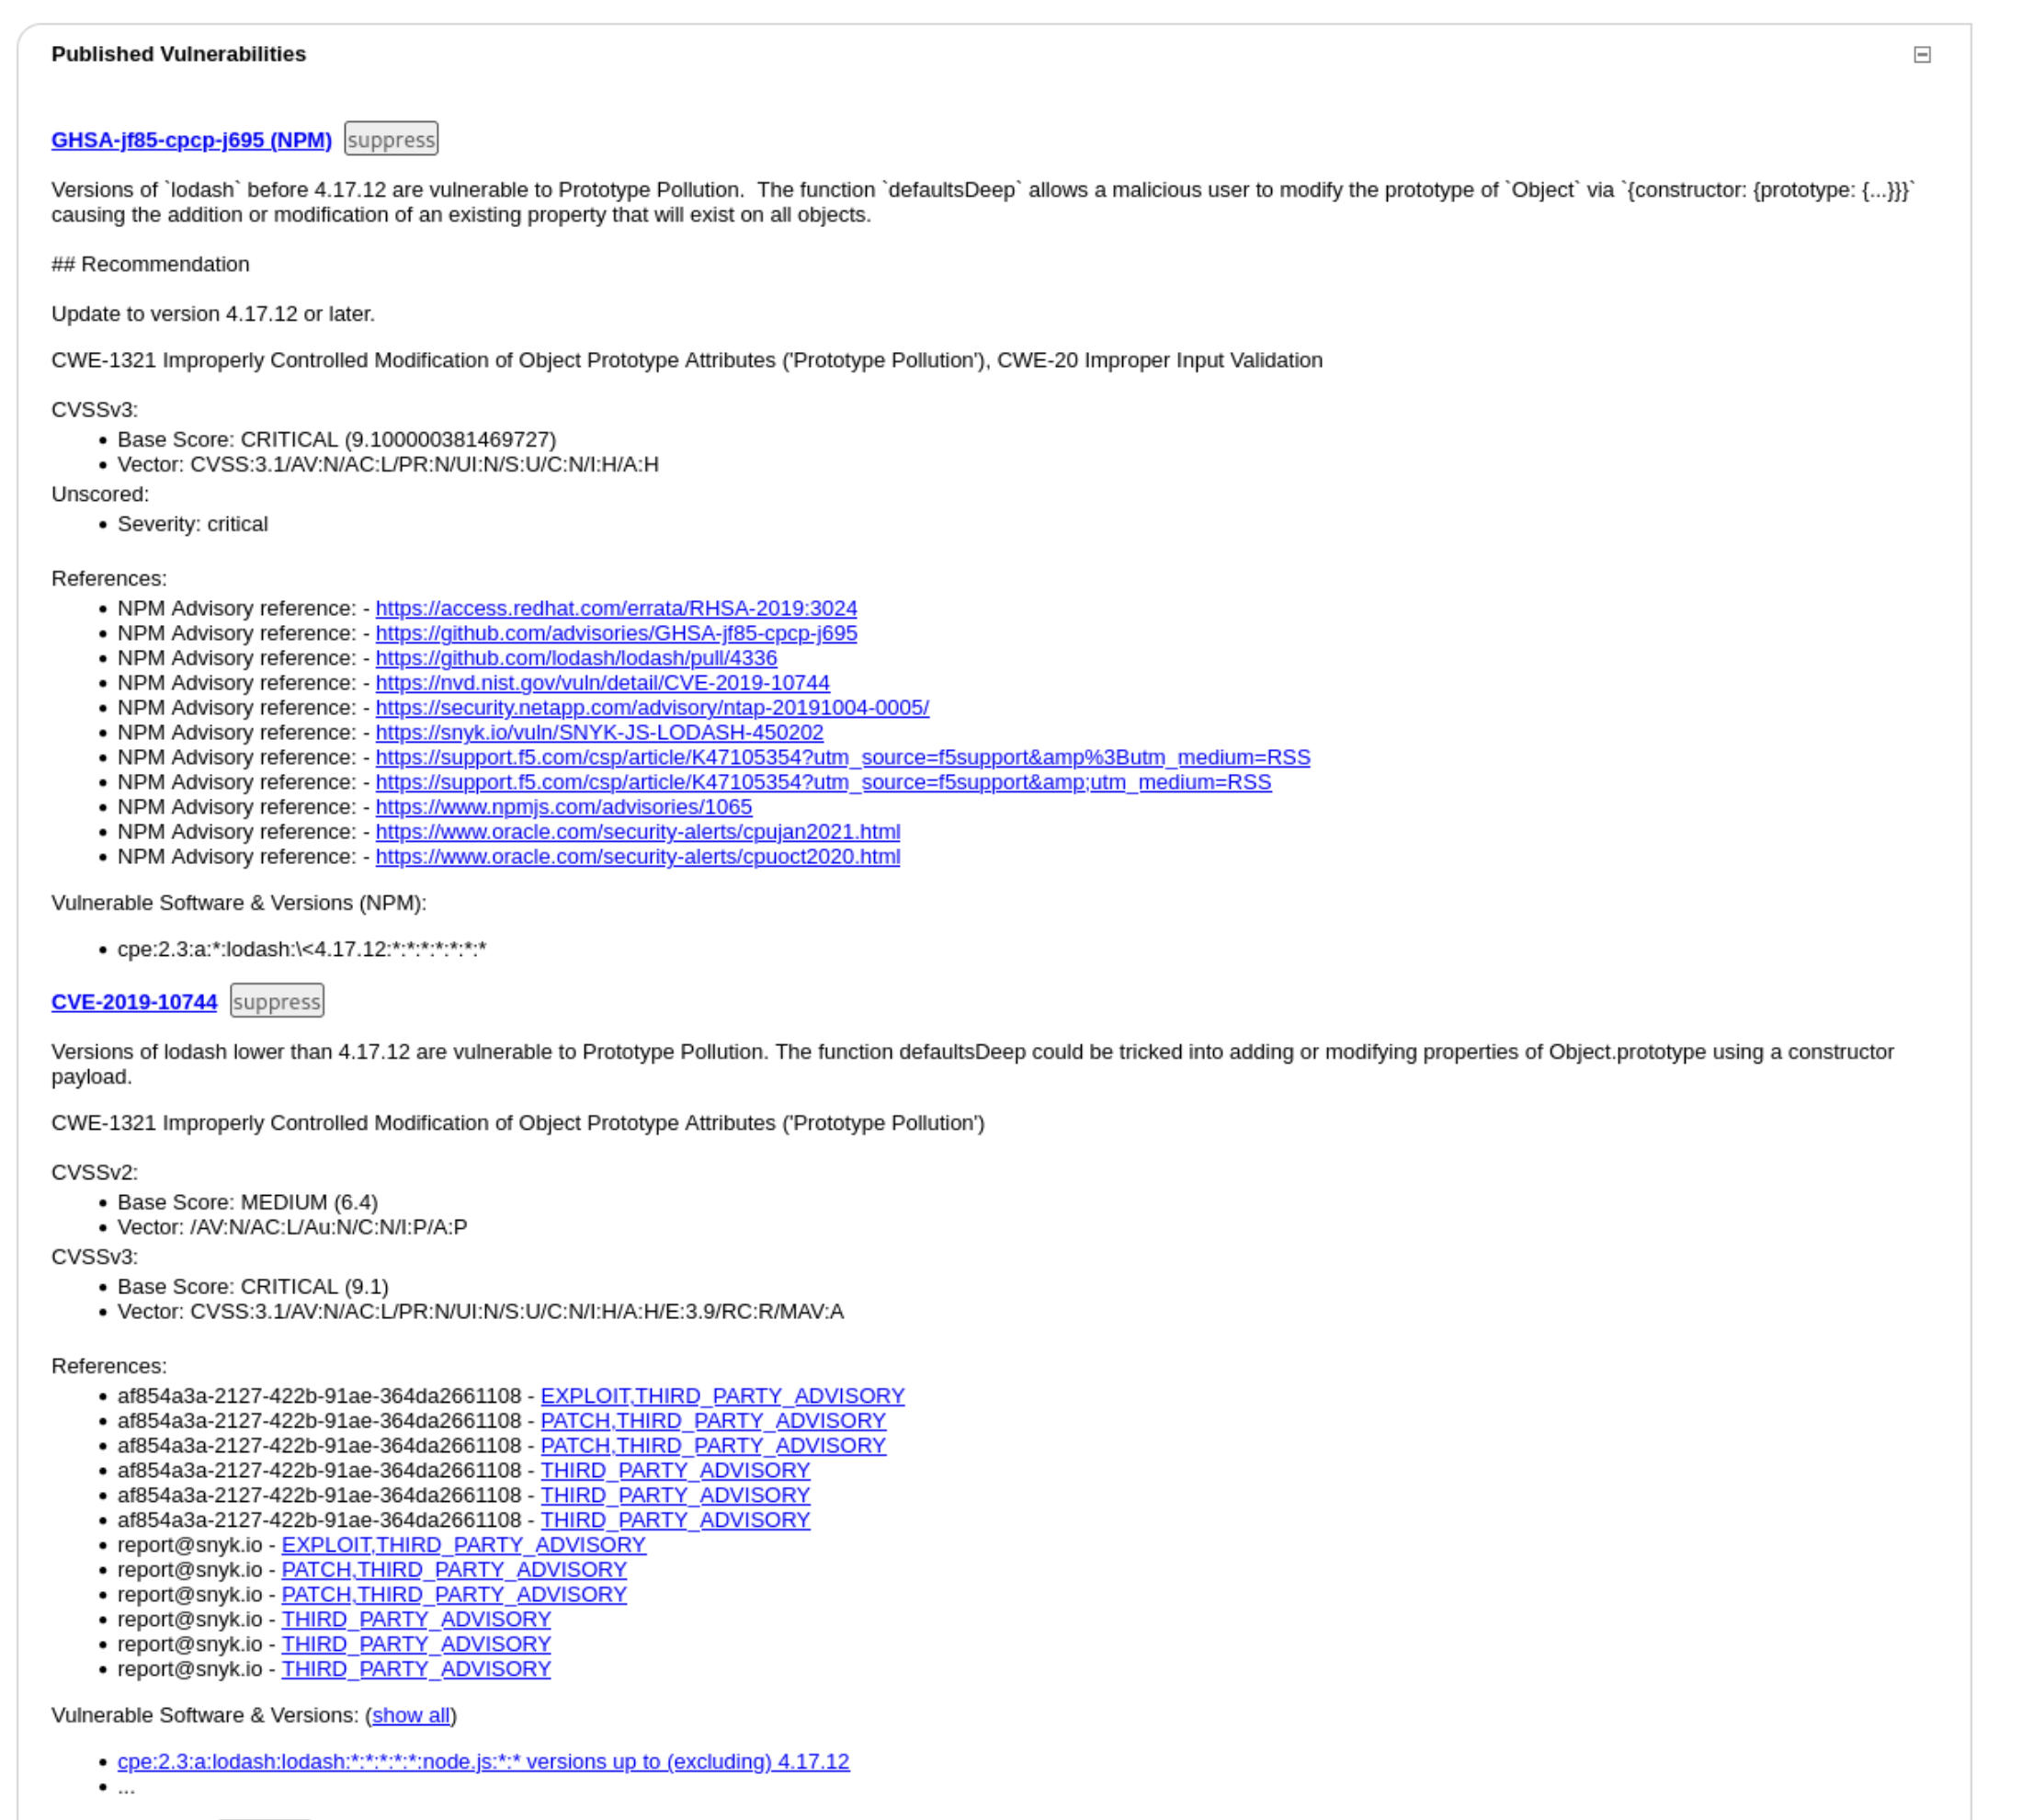 Published Vulnerabilities
GHSA-jf85-cpcp-j695 (NPM) suppress
Versions of `lodash` before 4.17.12 are vulnerable to Prototype Pollution.  The function `defaultsDeep` allows a malicious user to modify the prototype of `Object` via `{constructor: {prototype: {...}}}`
causing the addition or modification of an existing property that will exist on all objects.
## Recommendation
Update to version 4.17.12 or later.
CWE-1321 Improperly Controlled Modification of Object Prototype Attributes ('Prototype Pollution'), CWE-20 Improper Input Validation
CVSSv3:
• Base Score: CRITICAL (9.100000381469727)
• Vector: CVSS:3.1/AV:N/AC:L/PR:N/UI:N/S:U/C:N/I:H/A:H
Unscored:
• Severity: critical
References:
• NPM Advisory reference: - https://access.redhat.com/errata/RHSA-2019:3024
• NPM Advisory reference: - https://github.com/advisories/GHSA-jf85-cpcp-j695
• NPM Advisory reference: - https://github.com/lodash/lodash/pull/4336
• NPM Advisory reference: - https://nvd.nist.gov/vuln/detail/CVE-2019-10744
• NPM Advisory reference: - https://security.netapp.com/advisory/ntap-20191004-0005/
• NPM Advisory reference: - https://snyk.io/vuln/SNYK-JS-LODASH-450202
• NPM Advisory reference: - https://support.f5.com/csp/article/K47105354?utm_source=f5support&amp%3Butm_medium=RSS
• NPM Advisory reference: - https://support.f5.com/csp/article/K47105354?utm_source=f5support&amp;utm_medium=RSS
• NPM Advisory reference: - https://www.npmjs.com/advisories/1065
• NPM Advisory reference: - https://www.oracle.com/security-alerts/cpujan2021.html
• NPM Advisory reference: - https://www.oracle.com/security-alerts/cpuoct2020.html
Vulnerable Software & Versions (NPM):
• cpe:2.3:a:*:lodash:\<4.17.12:*:*:*:*:*:*:*
CVE-2019-10744 suppress
Versions of lodash lower than 4.17.12 are vulnerable to Prototype Pollution. The function defaultsDeep could be tricked into adding or modifying properties of Object.prototype using a constructor
payload.
CWE-1321 Improperly Controlled Modification of Object Prototype Attributes ('Prototype Pollution')
CVSSv2:
• Base Score: MEDIUM (6.4)
• Vector: /AV:N/AC:L/Au:N/C:N/I:P/A:P
CVSSv3:
• Base Score: CRITICAL (9.1)
• Vector: CVSS:3.1/AV:N/AC:L/PR:N/UI:N/S:U/C:N/I:H/A:H/E:3.9/RC:R/MAV:A
References:
• af854a3a-2127-422b-91ae-364da2661108 - EXPLOIT,THIRD_PARTY_ADVISORY
• af854a3a-2127-422b-91ae-364da2661108 - PATCH,THIRD_PARTY_ADVISORY
• af854a3a-2127-422b-91ae-364da2661108 - PATCH,THIRD_PARTY_ADVISORY
• af854a3a-2127-422b-91ae-364da2661108 - THIRD_PARTY_ADVISORY
• af854a3a-2127-422b-91ae-364da2661108 - THIRD_PARTY_ADVISORY
• af854a3a-2127-422b-91ae-364da2661108 - THIRD_PARTY_ADVISORY
• report@snyk.io - EXPLOIT,THIRD_PARTY_ADVISORY
• report@snyk.io - PATCH,THIRD_PARTY_ADVISORY
• report@snyk.io - PATCH,THIRD_PARTY_ADVISORY
• report@snyk.io - THIRD_PARTY_ADVISORY
• report@snyk.io - THIRD_PARTY_ADVISORY
• report@snyk.io - THIRD_PARTY_ADVISORY
Vulnerable Software & Versions: (show all)
• cpe:2.3:a:lodash:lodash:*:*:*:*:*:node.js:*:* versions up to (excluding) 4.17.12
• ...